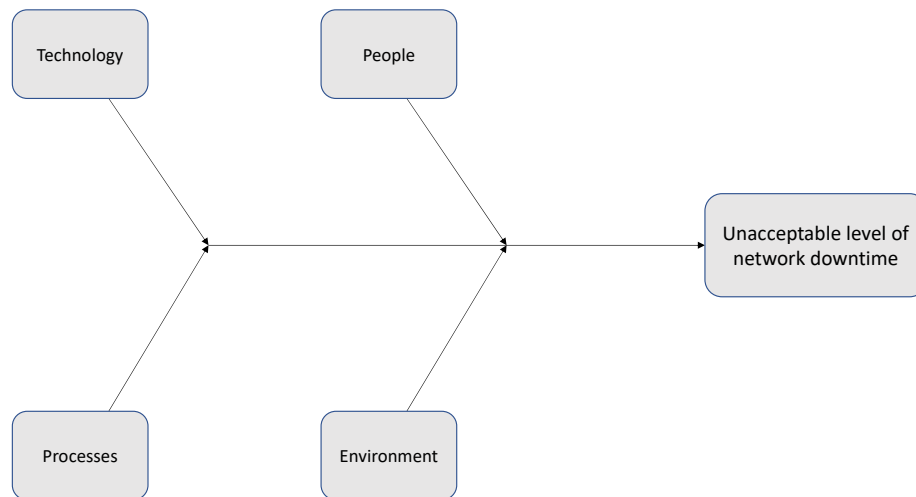 Technology
People
Unacceptable level of
network downtime
Processes
Environment